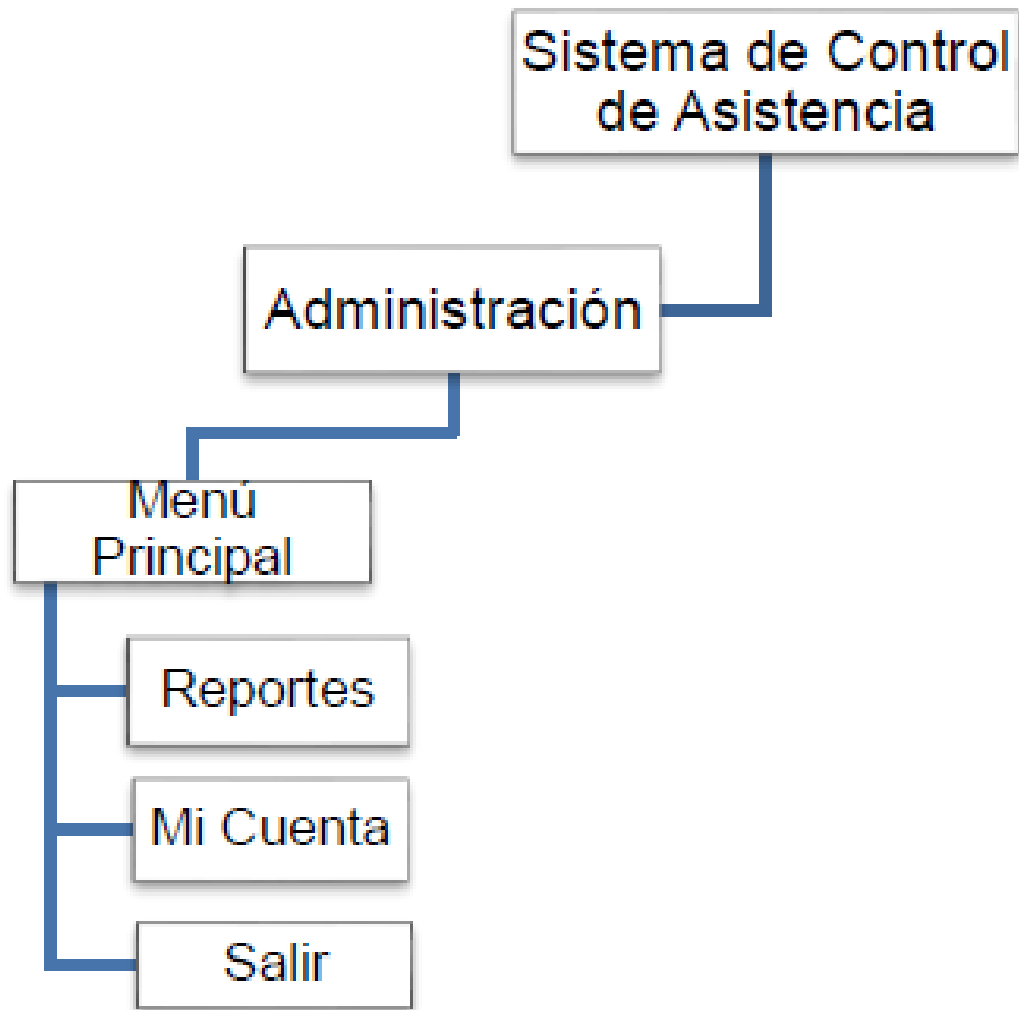 Sistema de Control
de Asistencia
Administración
Menú
Principal
Reportes
Mi Cuenta
Salir